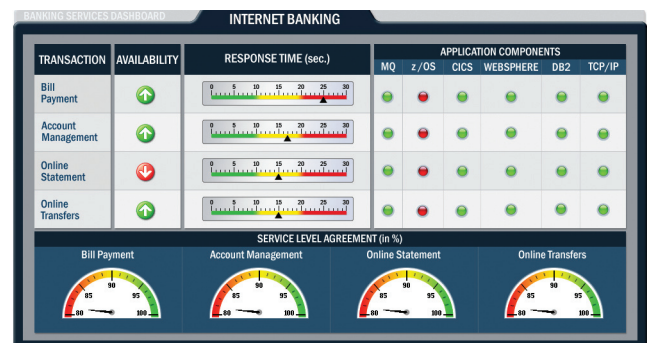 BANKING SERVICES DASHBOARD
INTERNET BANKING
TRANSACTION AVAILABILITY RESPONSE TIME (sec.) APPLICATION COMPONENTS
MQ z/OS CICS WEBSPHERE DB2 TCP/IP
Bill
Payment
0 5 10 15 20 25 30
Account
Management
0 5 10 15 20 25 30
Online
Statement
0 5 10 15 20 25 30
Online
Transfers
0 5 10 15 20 25 30
SERVICE LEVEL AGREEMENT (in %)
Bill Payment Account Management Online Statement Online Transfers
90 90 90 90
85 95 85 95 85 95 85 95
80 100 80 100 80 100 80 100